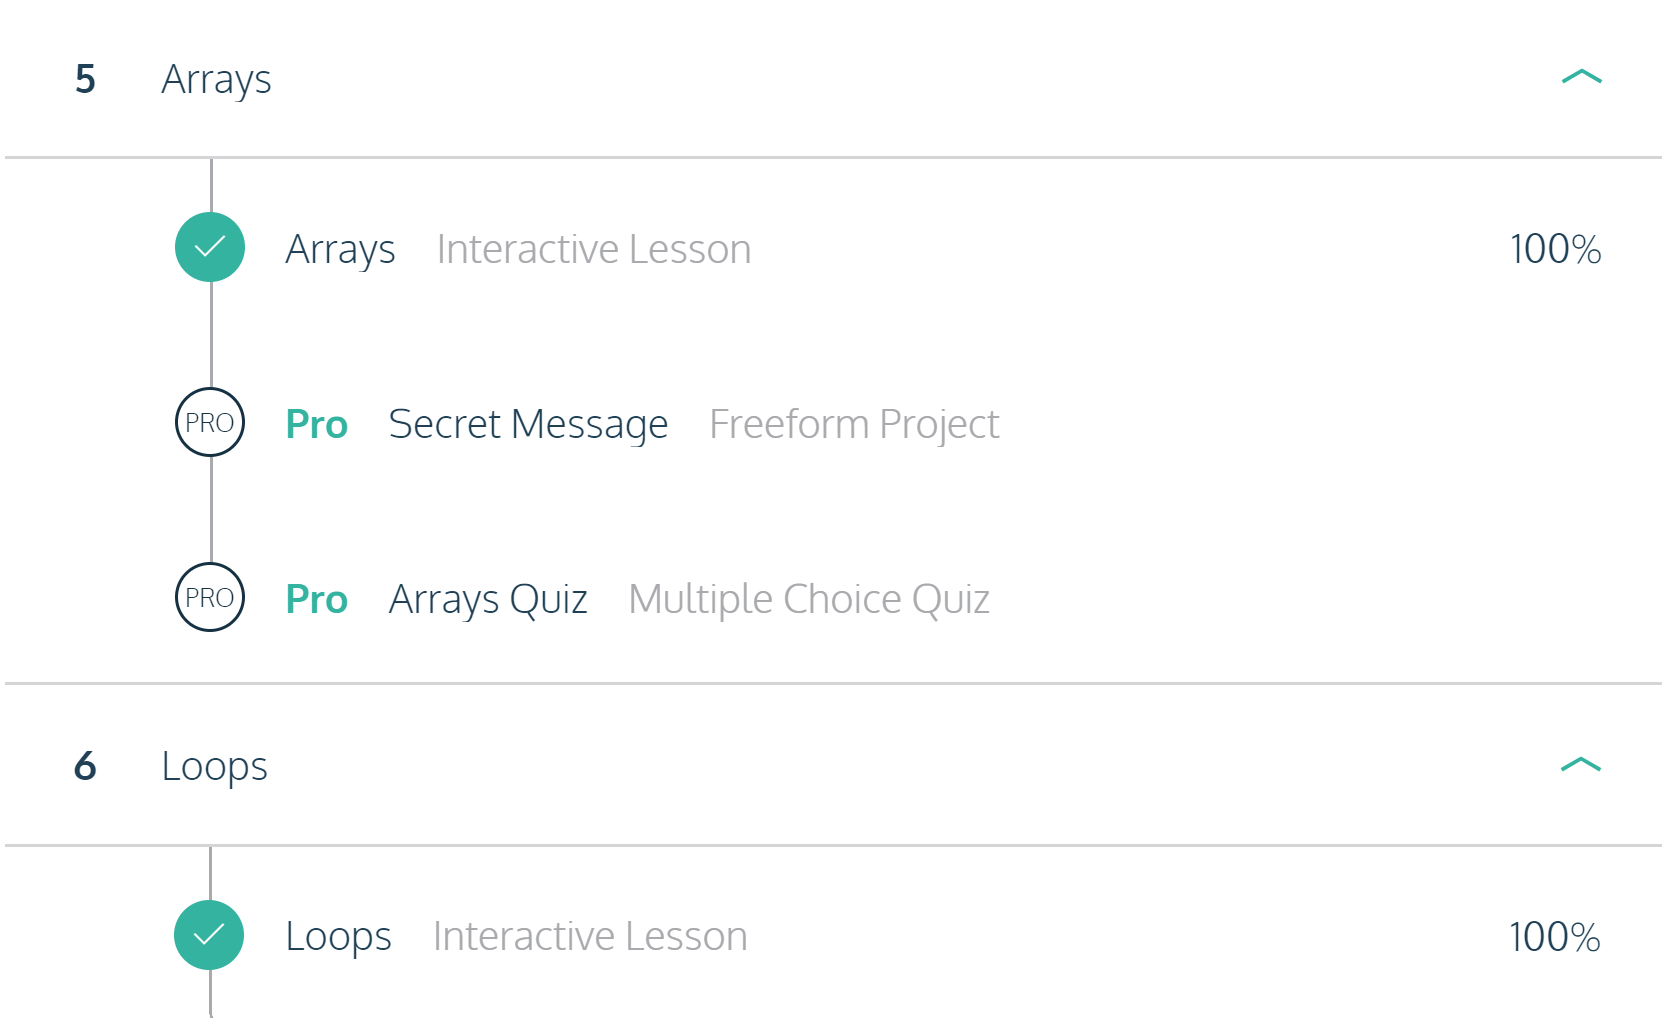 5 Arrays
Arrays Interactive Lesson 100%
PRO Pro Secret Message Freeform Project
PRO Pro Arrays Quiz Multiple Choice Quiz
6 Loops
Loops Interactive Lesson 100%